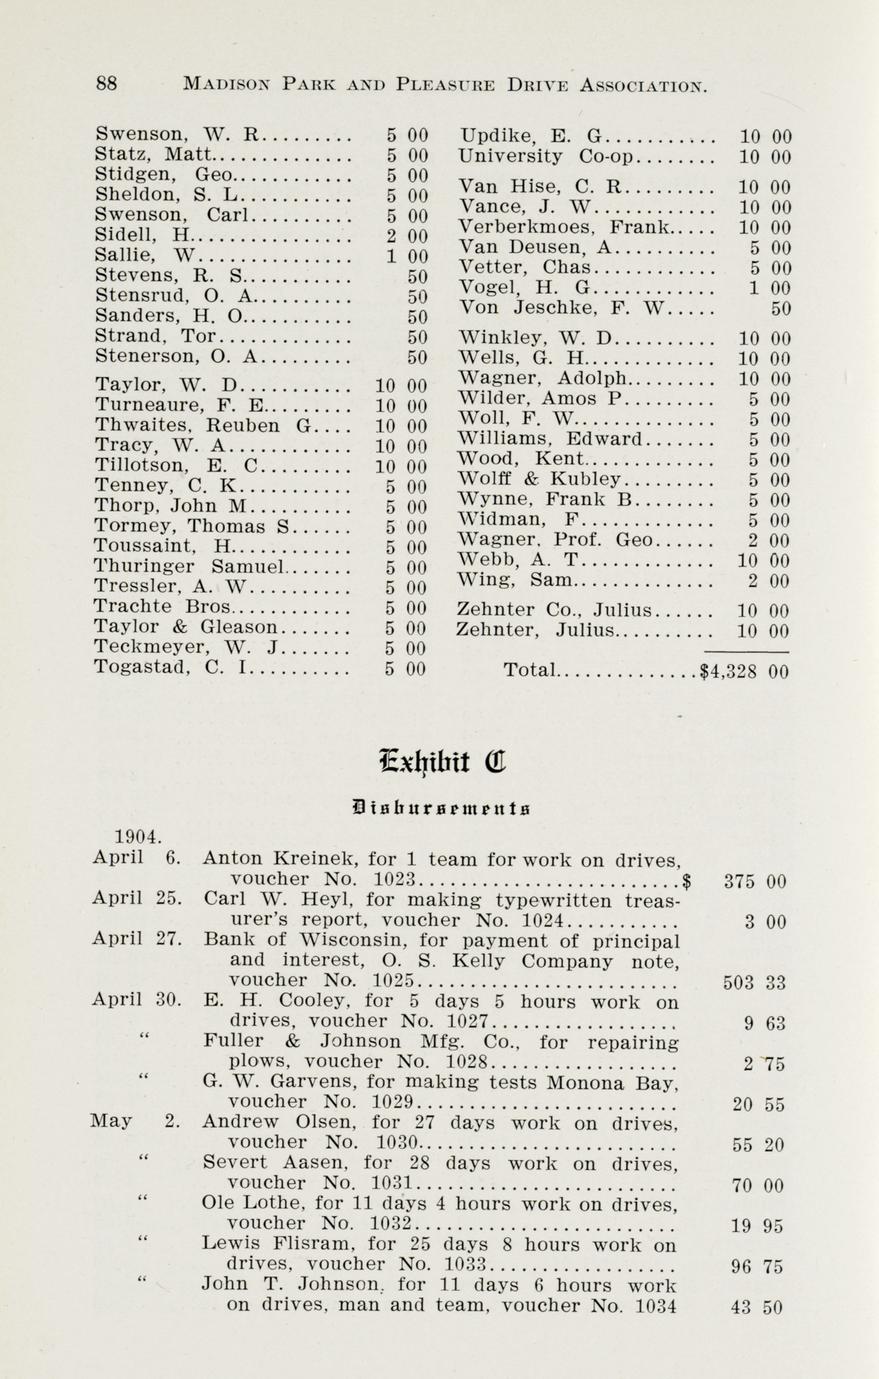 88 MADISON PARK AND PLEASURE DRIVE ASSOCIATION.
Swenson, W. R......... 5 00
Statz, Matt.............. 5 00
Stidgen, Geo............ 5 00
Sheldon, S. L........... 5 00
Swenson, Carl.......... 5 00
Sidell, H................ 2 00
Sallie, W............... 1 00
Stevens, R. S........... 50
Stensrud, O. A.......... 50
Sanders, H. O........... 50
Strand, Tor............. 50
Stenerson, O. A......... 50
Taylor, W. D........... 10 00
Turneaure, F. E......... 10 00
Thwaites, Reuben G.... 10 00
Tracy, W. A............ 10 00
Tillotson, E. C......... 10 00
Tenney, C. K........... 5 00
Thorp, John M.......... 5 00
Tormey, Thomas S...... 5 00
Toussaint, H............ 5 00
Thuringer Samuel....... 5 00
Tressler, A. W.......... 5 00
Trachte Bros............ 5 00
Taylor & Gleason....... 5 00
Teckmeyer, W. J....... 5 00
Togastad, C. I.......... 5 00
Updike, E. G........... 10 00
University Co-op........ 10 00
Van Hise, C. R......... 10 00
Vance, J. W............ 10 00
Verberkmoes, Frank..... 10 00
Van Deusen, A.......... 5 00
Vetter, Chas............ 5 00
Vogel, H. G............ 1 00
Von Jeschke, F. W..... 50
Winkley, W. D.......... 10 00
Wells, G. H............. 10 00
Wagner, Adolph......... 10 00
Wilder, Amos P......... 5 00
Woll, F. W.............. 5 00
Williams, Edward....... 5 00
Wood, Kent............. 5 00
Wolff & Kubley......... 5 00
Wynne, Frank B........ 5 00
Widman, F............. 5 00
Wagner, Prof. Geo...... 2 00
Webb, A. T............. 10 00
Wing, Sam.............. 2 00
Zehnter Co., Julius...... 10 00
Zehnter, Julius.......... 10 00
Total..............$4,328 00
Exhibit C
Disbursements
1904.
April 6. Anton Kreinek, for 1 team for work on drives,
voucher No. 1023.........................$ 375 00
April 25. Carl W. Heyl, for making typewritten treas-
urer's report, voucher No. 1024........... 3 00
April 27. Bank of Wisconsin, for payment of principal
and interest, O. S. Kelly Company note,
voucher No. 1025......................... 503 33
April 30. E. H. Cooley, for 5 days 5 hours work on
drives, voucher No. 1027.................. 9 63
" Fuller & Johnson Mfg. Co., for repairing
plows, voucher No. 1028.................. 2 75
" G. W. Garvens, for making tests Monona Bay,
voucher No. 1029......................... 20 55
May 2. Andrew Olsen, for 27 days work on drives,
voucher No. 1030......................... 55 20
" Severt Aasen, for 28 days work on drives,
voucher No. 1031......................... 70 00
" Ole Lothe, for 11 days 4 hours work on drives,
voucher No. 1032......................... 19 95
" Lewis Flisram, for 25 days 8 hours work on
drives, voucher No. 1033.................. 96 75
" John T. Johnson, for 11 days 6 hours work
on drives, man and team, voucher No. 1034 43 50